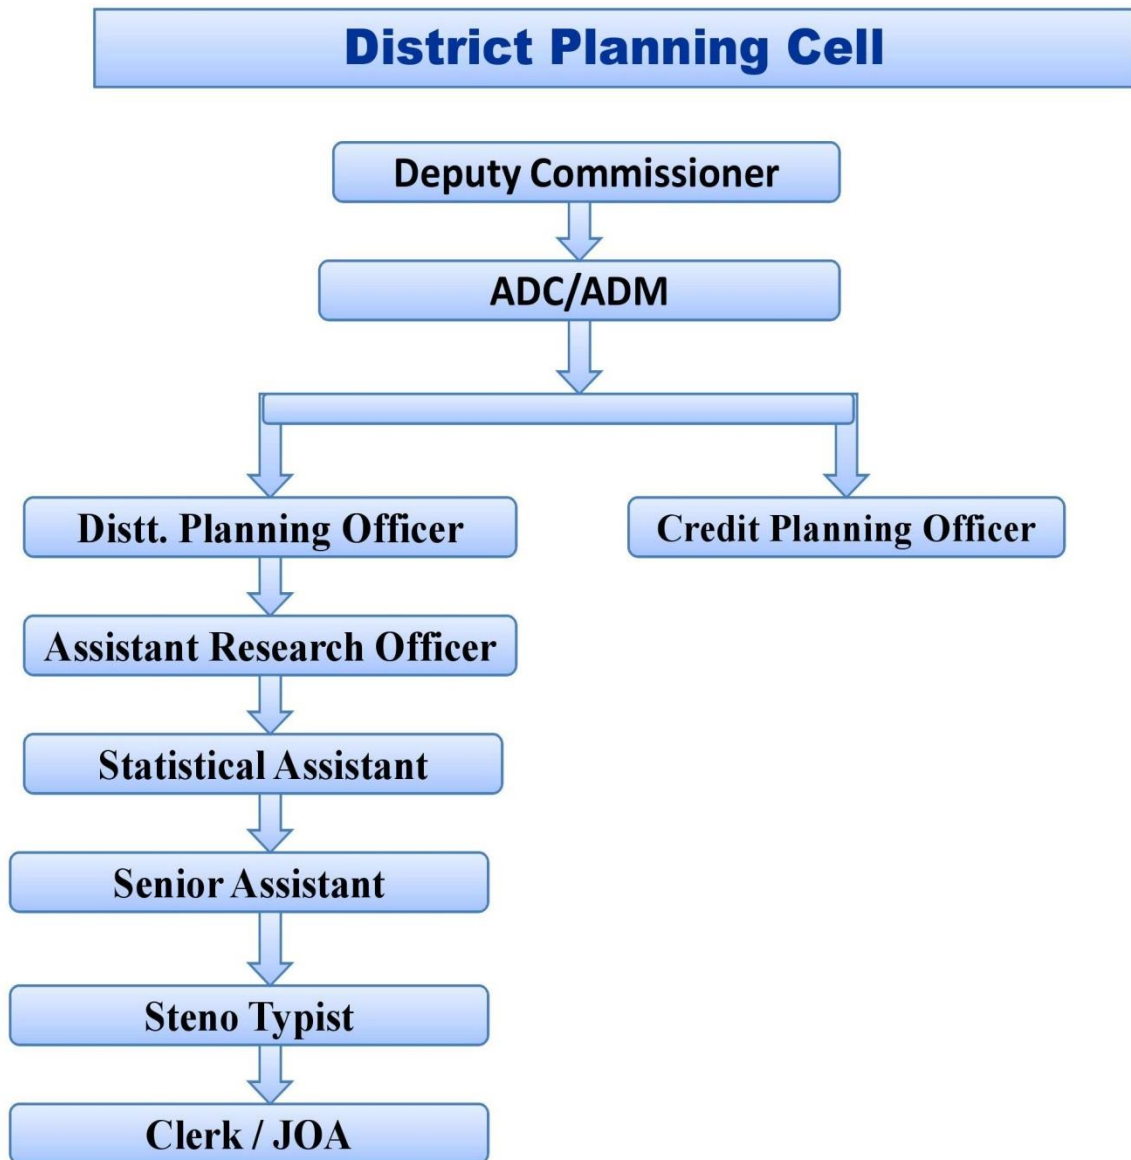 District Planning Cell
Deputy Commissioner
ADC/ADM
Distt. Planning Officer
Credit Planning Officer
Assistant Research Officer
Statistical Assistant
Senior Assistant
Steno Typist
Clerk / JOA